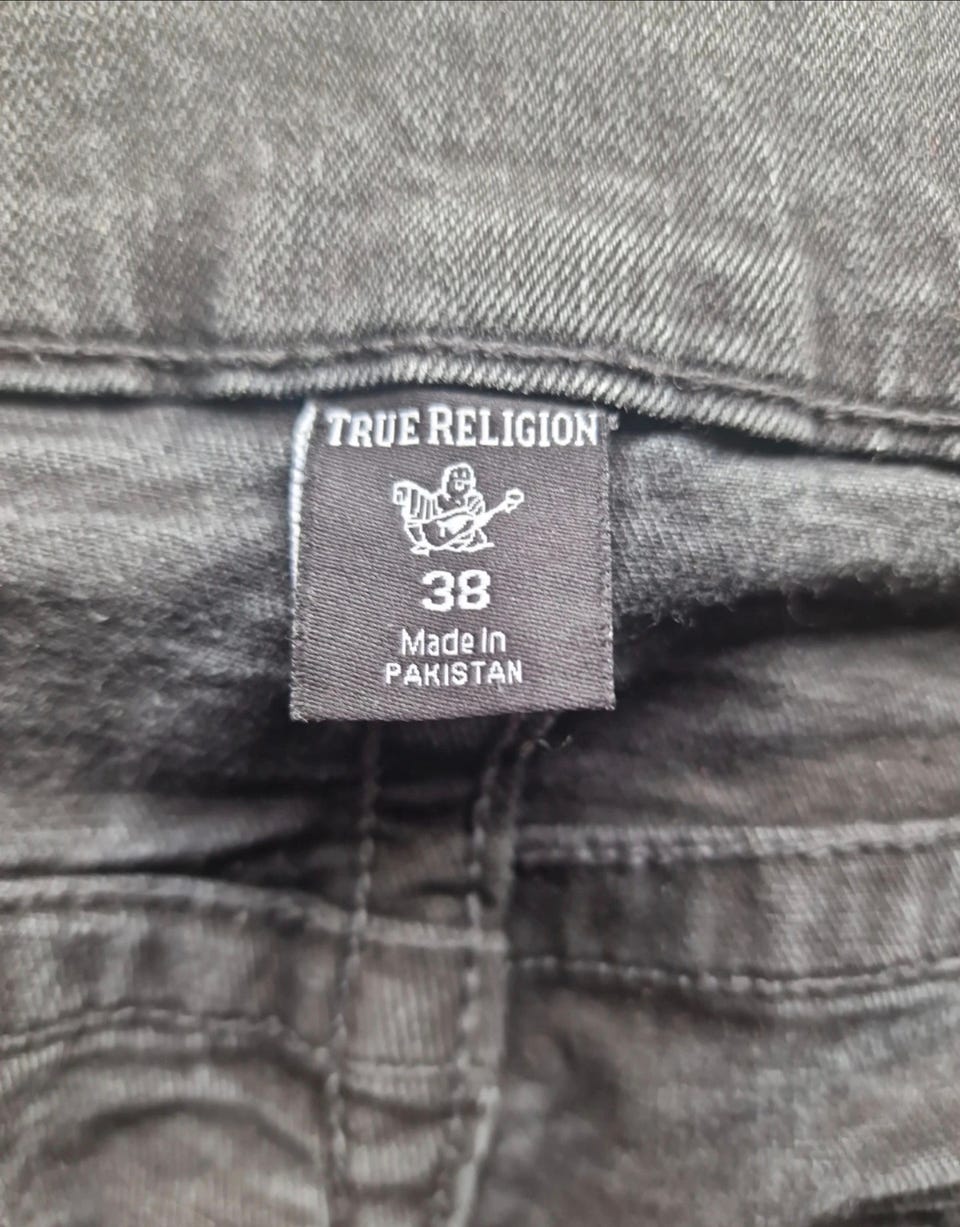 TRUE RELIGION
38
Made In
PAKISTAN